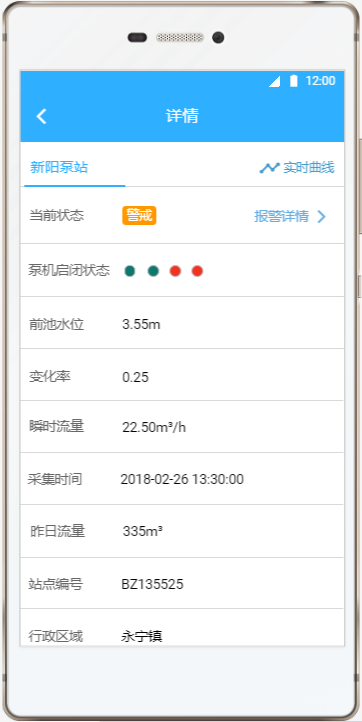 12:00
详情
新阳泵站 实时曲线
当前状态 警戒 报警详情
泵机启闭状态
前池水位 3.55m
变化率 0.25
瞬时流量 22.50m³/h
采集时间 2018-02-26 13:30:00
昨日流量 335m³
站点编号 BZ135525
行政区域 永宁镇